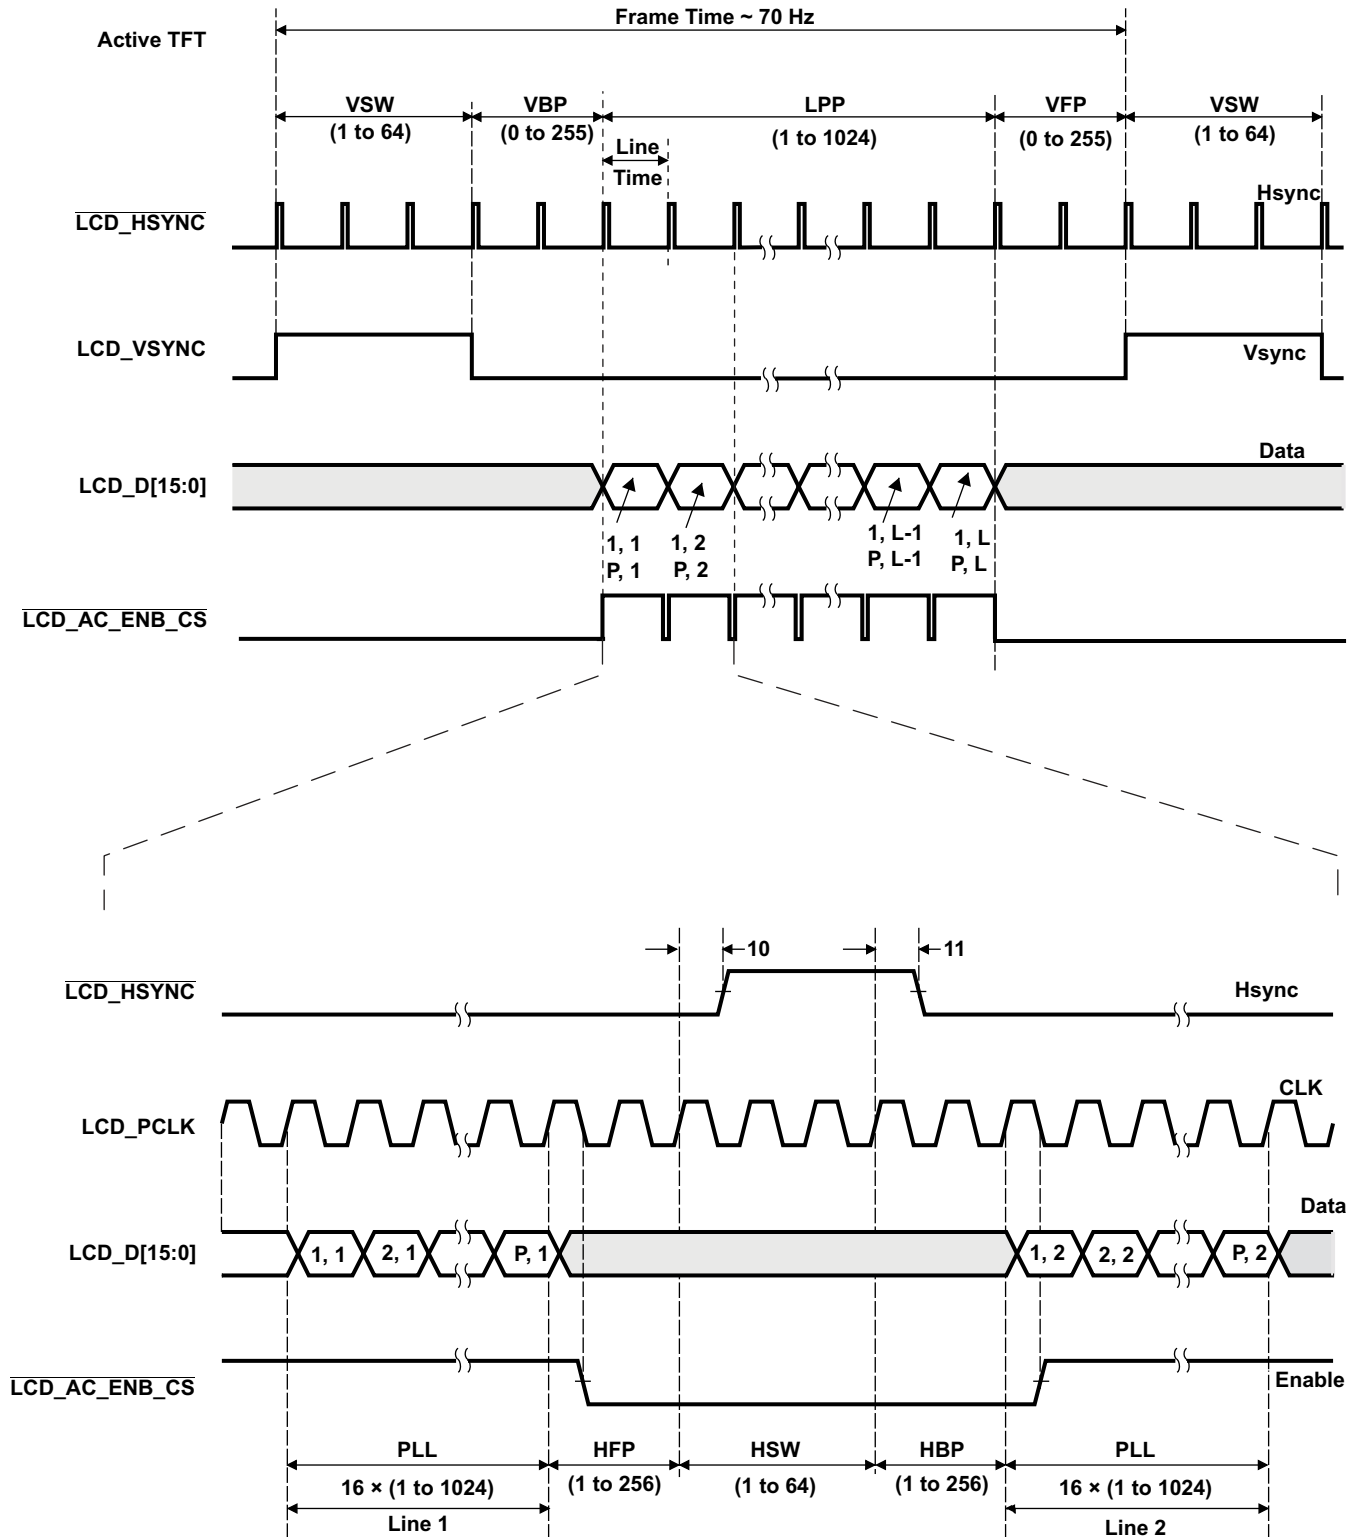 Frame Time ~ 70 Hz
Active TFT
VSW VBP LPP VFP VSW
(1 to 64) (0 to 255) (1 to 1024) (0 to 255) (1 to 64)
Line
Time
LCD_HSYNC Hsync
LCD_VSYNC Vsync
Data
LCD_D[15:0]
1, 1 1, 2 1, L-1 1, L
P, 1 P, 2 P, L-1 P, L
LCD_AC_ENB_CS
10 11
LCD_HSYNC Hsync
CLK
LCD_PCLK
Data
LCD_D[15:0] 1, 1 2, 1 P, 1 1, 2 2, 2 P, 2
LCD_AC_ENB_CS Enable
PLL HFP HSW HBP PLL
16 × (1 to 1024) (1 to 256) (1 to 64) (1 to 256) 16 × (1 to 1024)
Line 1 Line 2